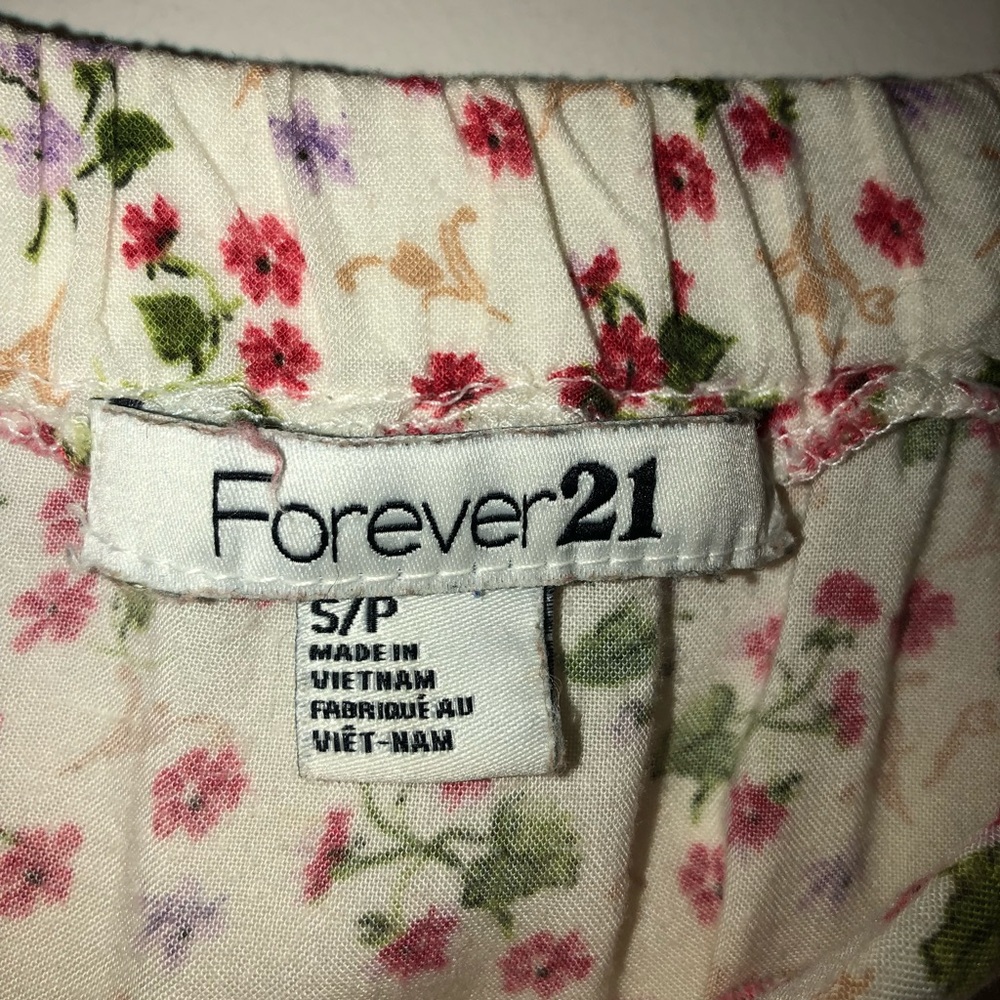 Forever21
S/P
MADE IN
VIETNAM
FABRIQUÉ AU
VIÊT-NAM